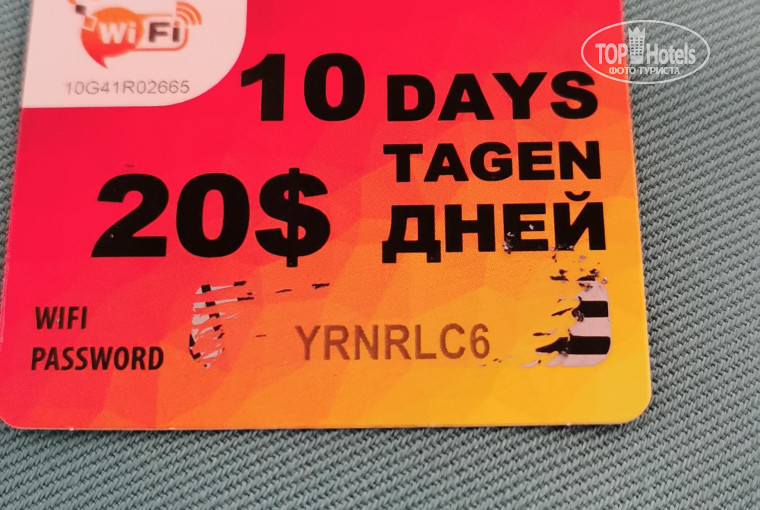 WiFi
10G41R02665
TOP Hotels
ФОТО ТУРИСТА
10 DAYS
TAGEN
20$ ДНЕЙ
WIFI
PASSWORD
YRNRLC6